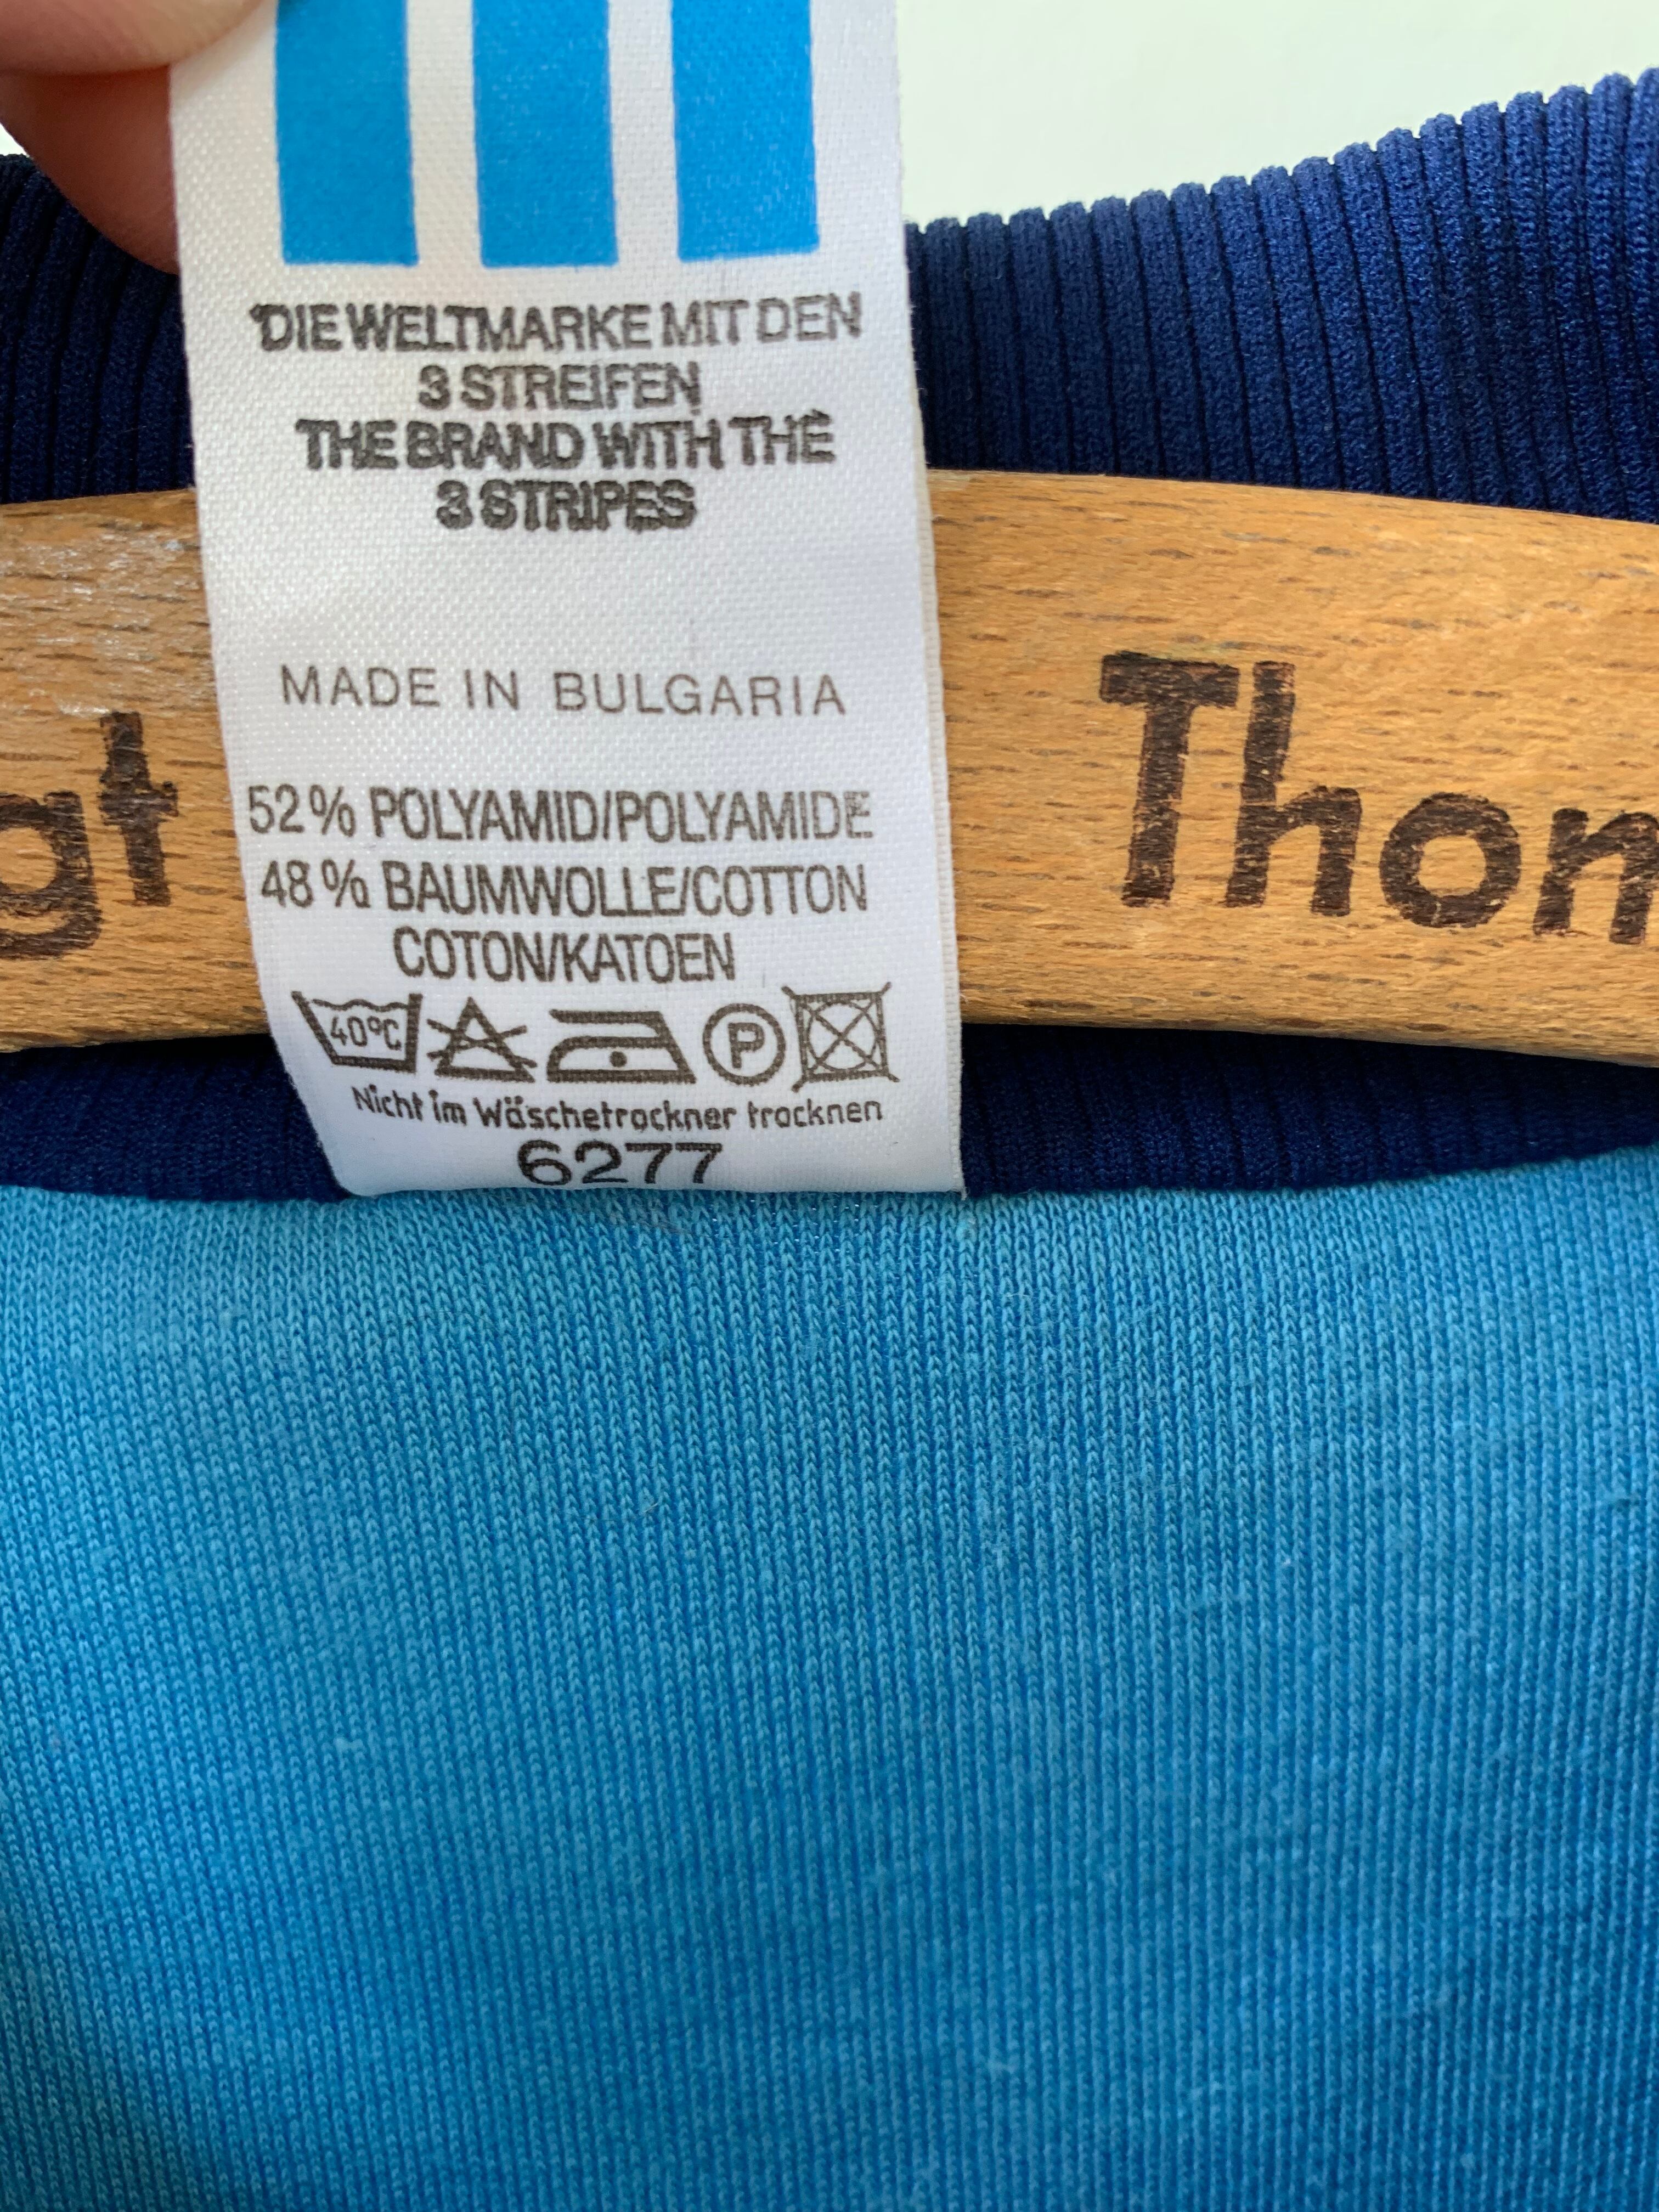 DIE WELTMARKE MIT DEN
3 STREIFEN
THE BRAND WITH THE
3 STRIPES
MADE IN BULGARIA
52% POLYAMID/POLYAMIDE
48% BAUMWOLLE/COTTON
COTON/KATOEN
40°C P
Nicht im Wäschetrockner trocknen
6277
gt Thom